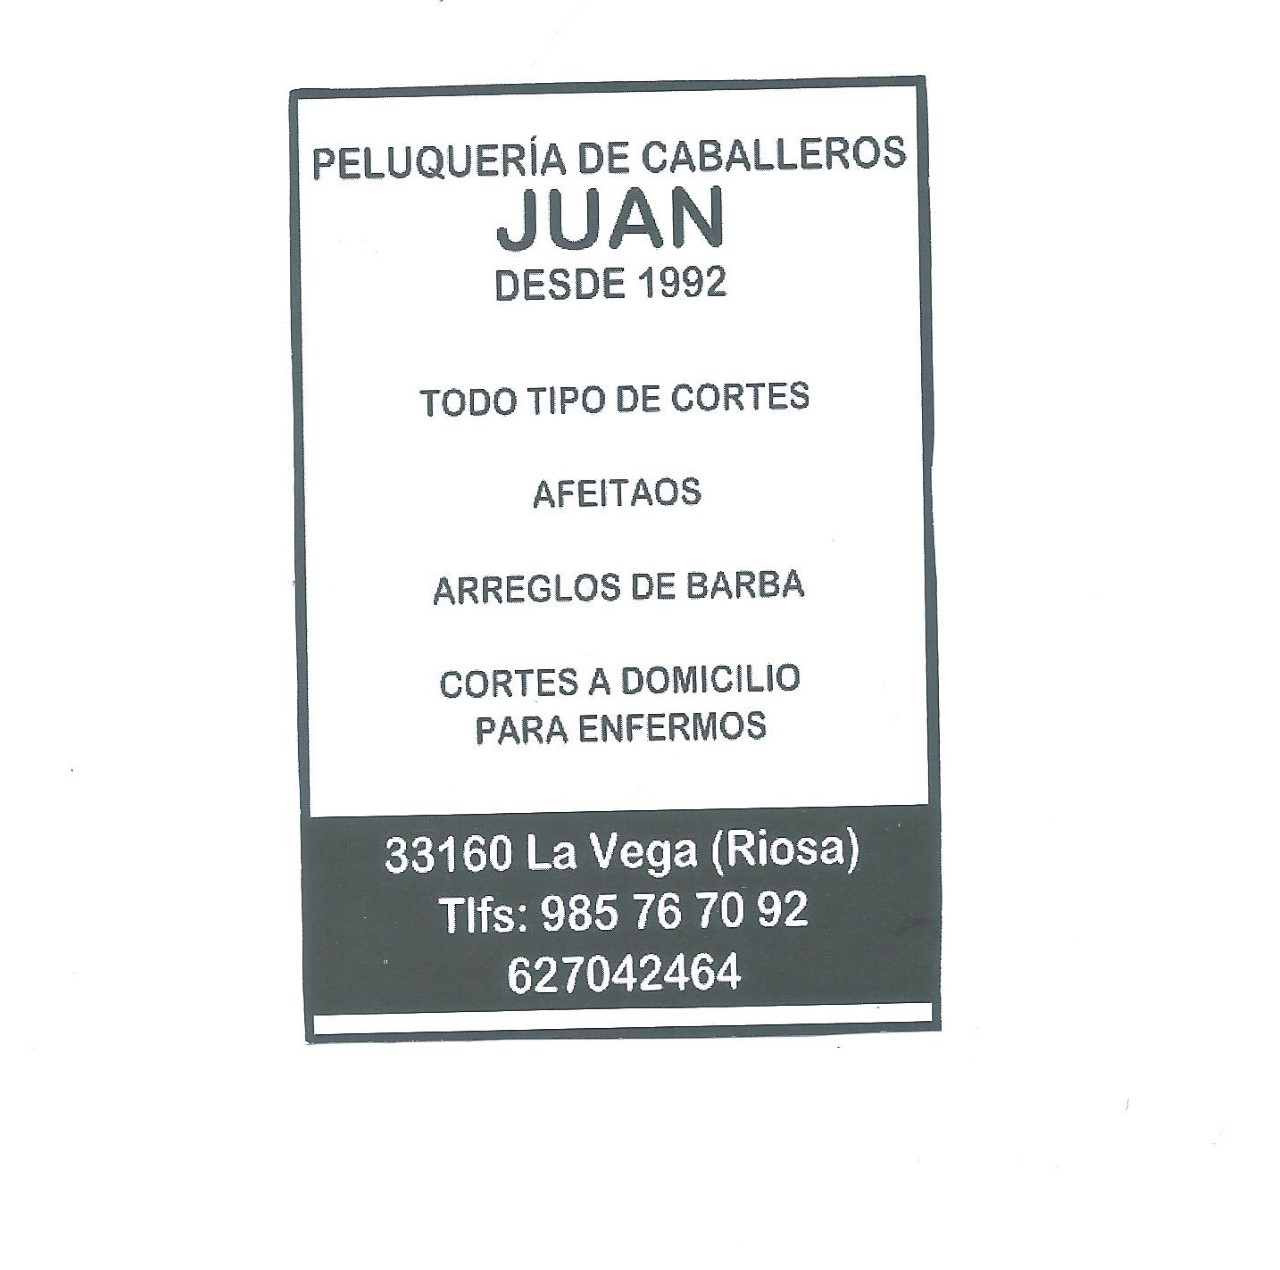 PELUQUERÍA DE CABALLEROS
JUAN
DESDE 1992
TODO TIPO DE CORTES
AFEITAOS
ARREGLOS DE BARBA
CORTES A DOMICILIO
PARA ENFERMOS
33160 La Vega (Riosa)
Tlfs: 985 76 70 92
627042464